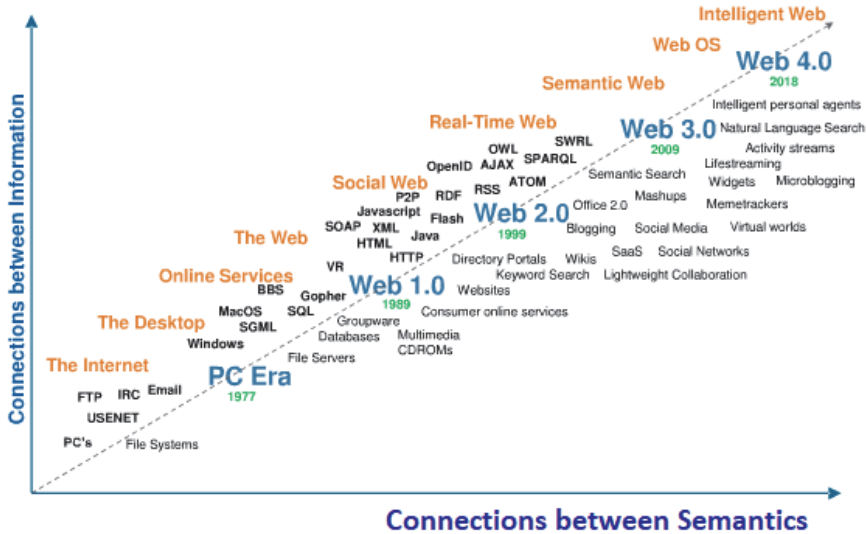 Intelligent Web
Web OS
Web 4.0
2018
Semantic Web
Intelligent personal agents
Real-Time Web
Web 3.0
Natural Language Search
2009
SWRL
Activity streams
OWL
SPARQL
Lifestreaming
OpenID
AJAX
Semantic Search
Widgets
Microblogging
Social Web
ATOM
P2P
RDF
RSS
Mashups
Memetrackers
Office 2.0
Javascript
Flash
Web 2.0
1999
SOAP
XML
Java
Blogging
Social Media
Virtual worlds
The Web
HTML
HTTP
Directory Portals
Wikis
SaaS
Social Networks
VR
Keyword Search
Lightweight Collaboration
Online Services
Web 1.0
1989
Websites
BBS
Gopher
MacOS
SQL
Consumer online services
The Desktop
SGML
Groupware
Windows
Databases
Multimedia
CDROMs
File Servers
The Internet
PC Era
1977
FTP
IRC
Email
USENET
PC's
File Systems
Connections between Information
Connections between Semantics